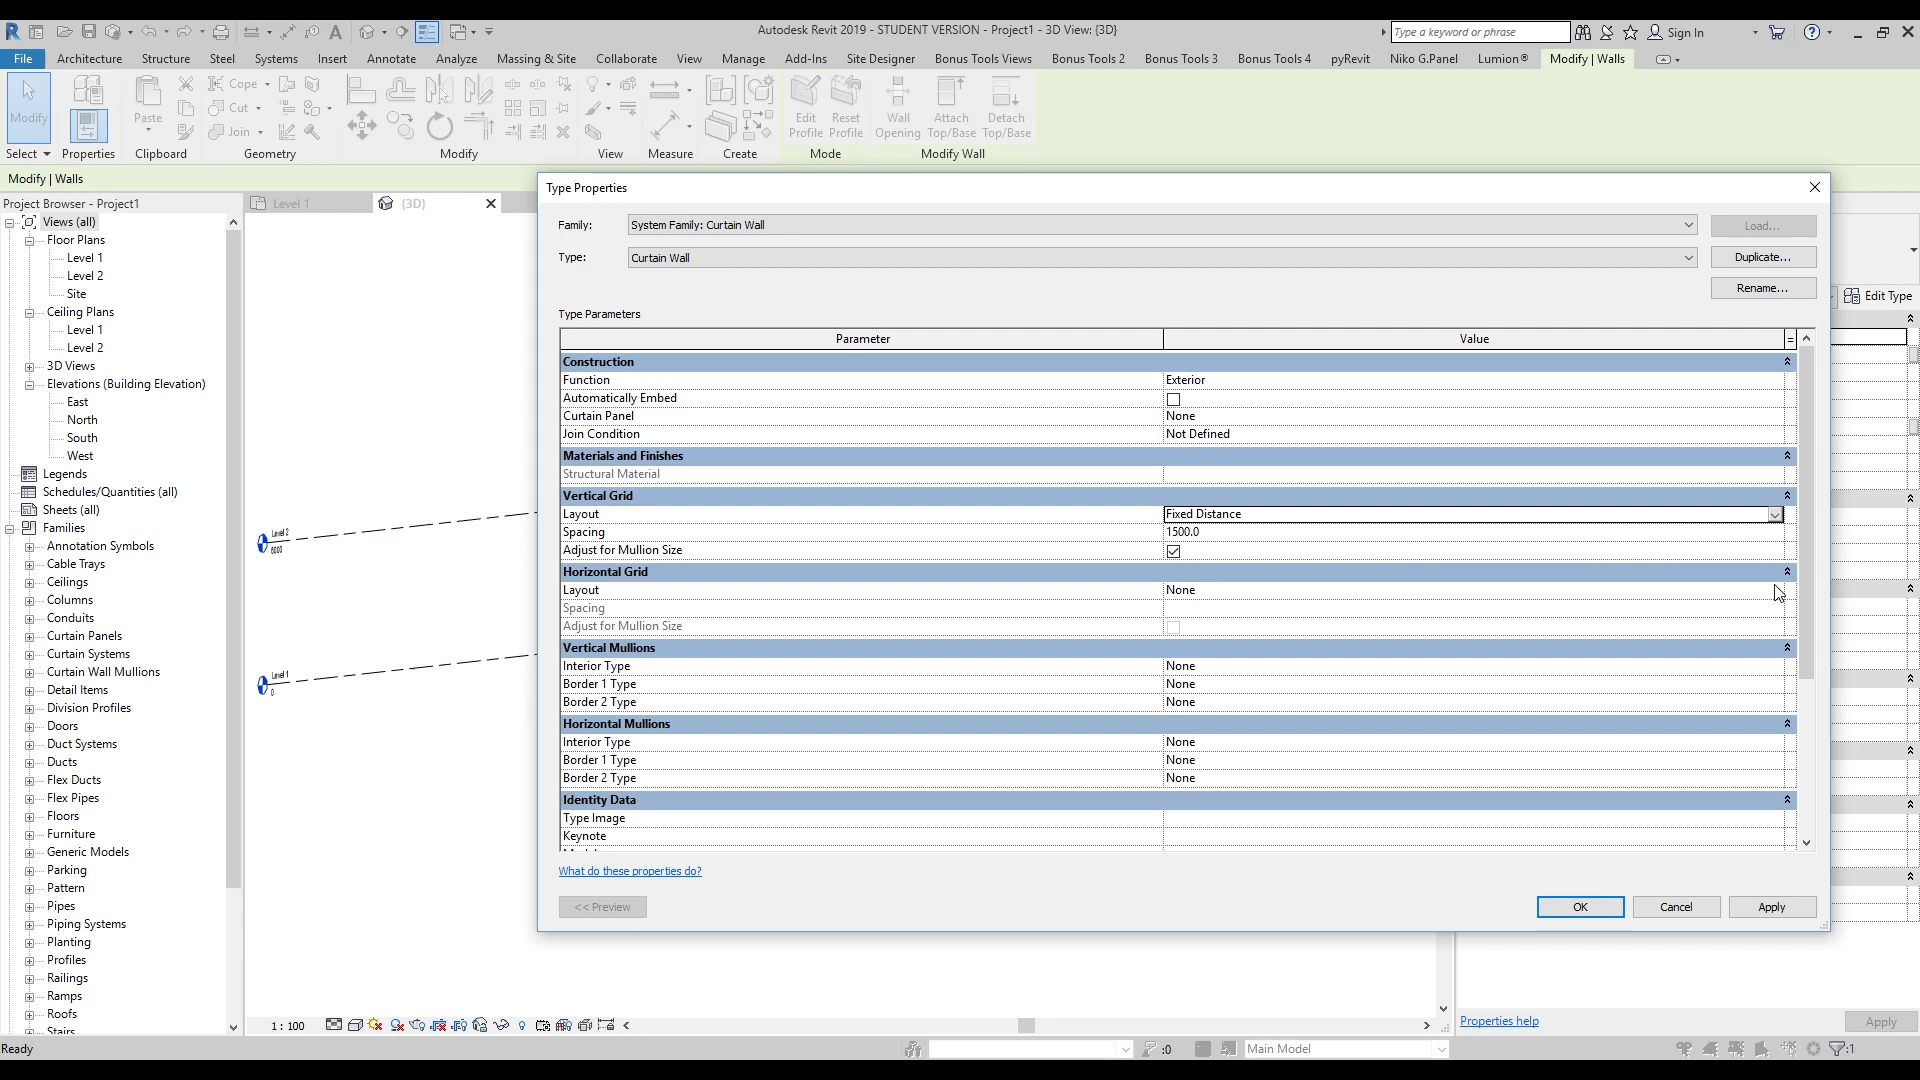 Autodesk Revit 2019 - STUDENT VERSION - Project1 - 3D View: {3D}
Type a keyword or phrase
Sign In
File Architecture Structure Steel Systems Insert Annotate Analyze Massing & Site Collaborate View Manage Add-Ins Site Designer Bonus Tools Views Bonus Tools 2 Bonus Tools 3 Bonus Tools 4 pyRevit Niko G.Panel Lumion® Modify | Walls
Modify
Paste
Cope
Cut
Join
Edit Profile
Reset Profile
Wall Opening
Attach Top/Base
Detach Top/Base
Select Properties Clipboard Geometry Modify View Measure Create Mode Modify Wall
Modify | Walls
Project Browser - Project1
Views (all)
Floor Plans
Level 1
Level 2
Site
Ceiling Plans
Level 1
Level 2
3D Views
Elevations (Building Elevation)
East
North
South
West
Legends
Schedules/Quantities (all)
Sheets (all)
Families
Annotation Symbols
Cable Trays
Ceilings
Columns
Conduits
Curtain Panels
Curtain Systems
Curtain Wall Mullions
Detail Items
Division Profiles
Doors
Duct Systems
Ducts
Flex Ducts
Flex Pipes
Floors
Furniture
Generic Models
Parking
Pattern
Pipes
Piping Systems
Planting
Profiles
Railings
Ramps
Roofs
Stairs
Level 1
{3D}
Level 2
6000
Level 1
0
Type Properties
Family: System Family: Curtain Wall Load...
Type: Curtain Wall Duplicate...
Rename...
Type Parameters
Parameter Value =
Construction
Function Exterior
Automatically Embed
Curtain Panel None
Join Condition Not Defined
Materials and Finishes
Structural Material
Vertical Grid
Layout Fixed Distance
Spacing 1500.0
Adjust for Mullion Size
Horizontal Grid
Layout None
Spacing
Adjust for Mullion Size
Vertical Mullions
Interior Type None
Border 1 Type None
Border 2 Type None
Horizontal Mullions
Interior Type None
Border 1 Type None
Border 2 Type None
Identity Data
Type Image
Keynote
What do these properties do?
<< Preview OK Cancel Apply
Edit Type
1 : 100
Properties help Apply
Ready
:0
Main Model
:1